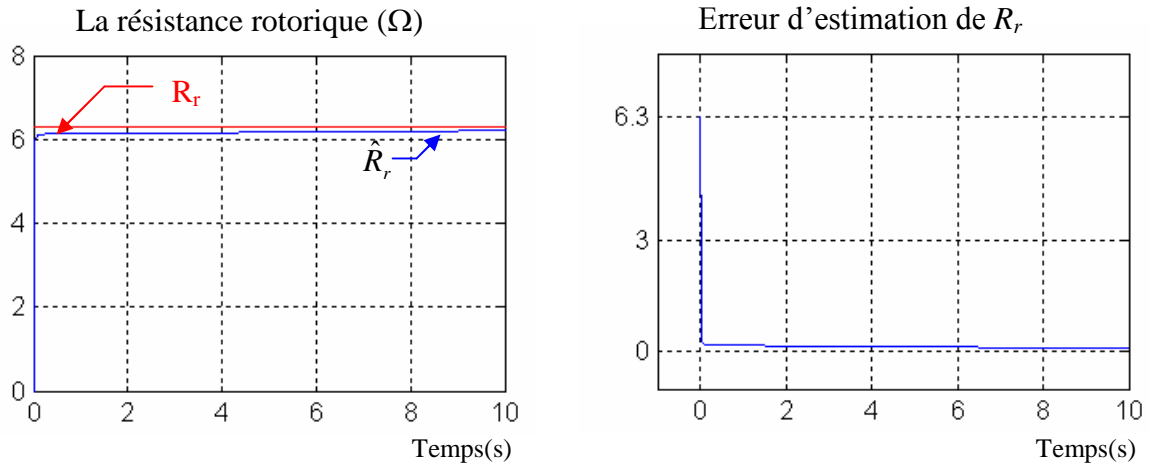 La résistance rotorique (Ω)
8
6
4
2
0
R_r
R̂_r
0 2 4 6 8 10
Temps(s)
Erreur d’estimation de R_r
6.3
3
0
0 2 4 6 8 10
Temps(s)